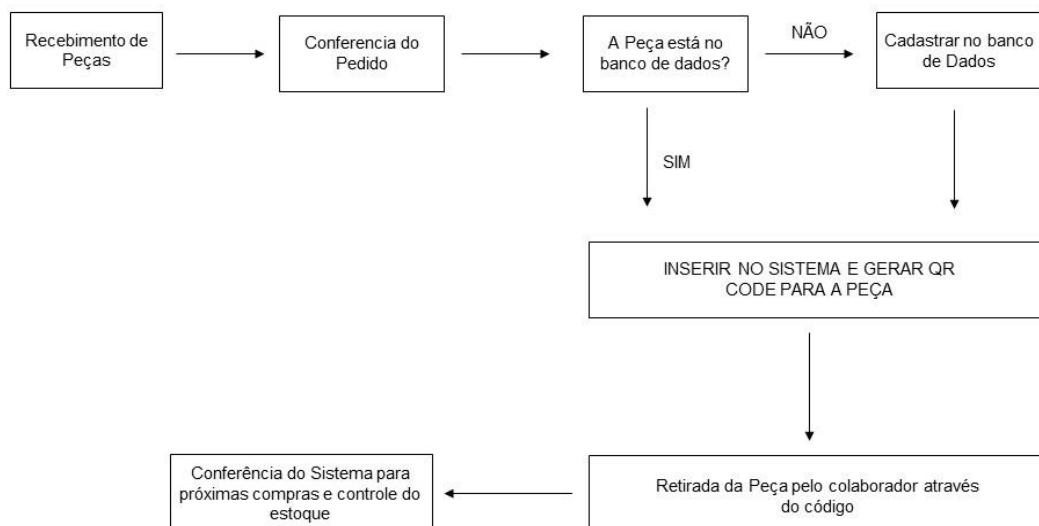 Recebimento de
Peças
Conferencia do
Pedido
A Peça está no
banco de dados?
NÃO
Cadastrar no banco
de Dados
SIM
INSERIR NO SISTEMA E GERAR QR
CODE PARA A PEÇA
Conferência do Sistema para
próximas compras e controle do
estoque
Retirada da Peça pelo colaborador através
do código